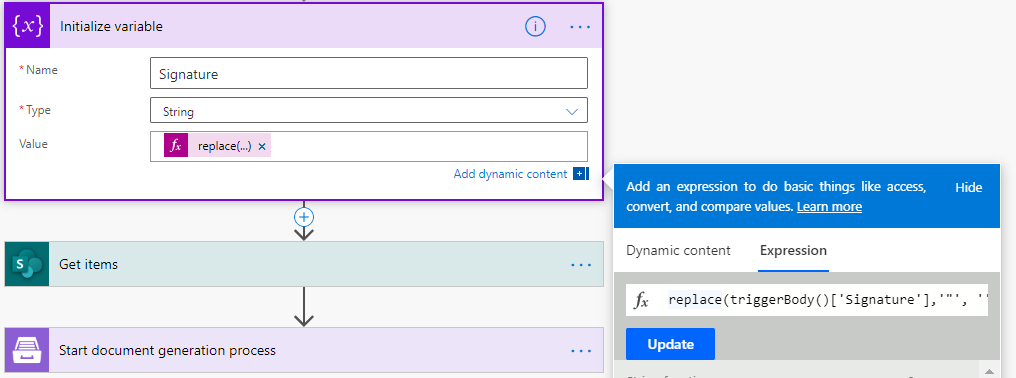 {x} Initialize variable
* Name Signature
* Type String
Value fx replace(...) ×
Add dynamic content
Add an expression to do basic things like access, Hide
convert, and compare values. Learn more
Dynamic content Expression
fx replace(triggerBody()['Signature'],'"', '
Update
S Get items
Start document generation process